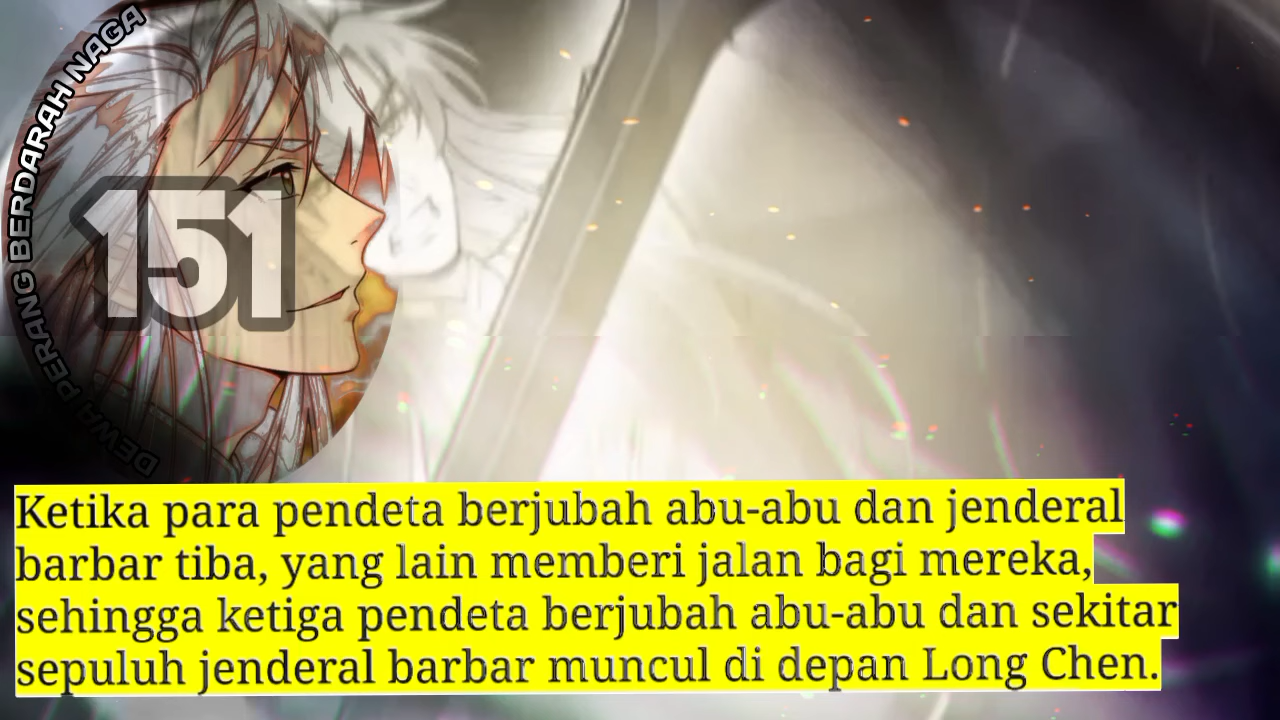 DEWA PERANG BERDARAH NAGA
151
Ketika para pendeta berjubah abu-abu dan jenderal
barbar tiba, yang lain memberi jalan bagi mereka,
sehingga ketiga pendeta berjubah abu-abu dan sekitar
sepuluh jenderal barbar muncul di depan Long Chen.